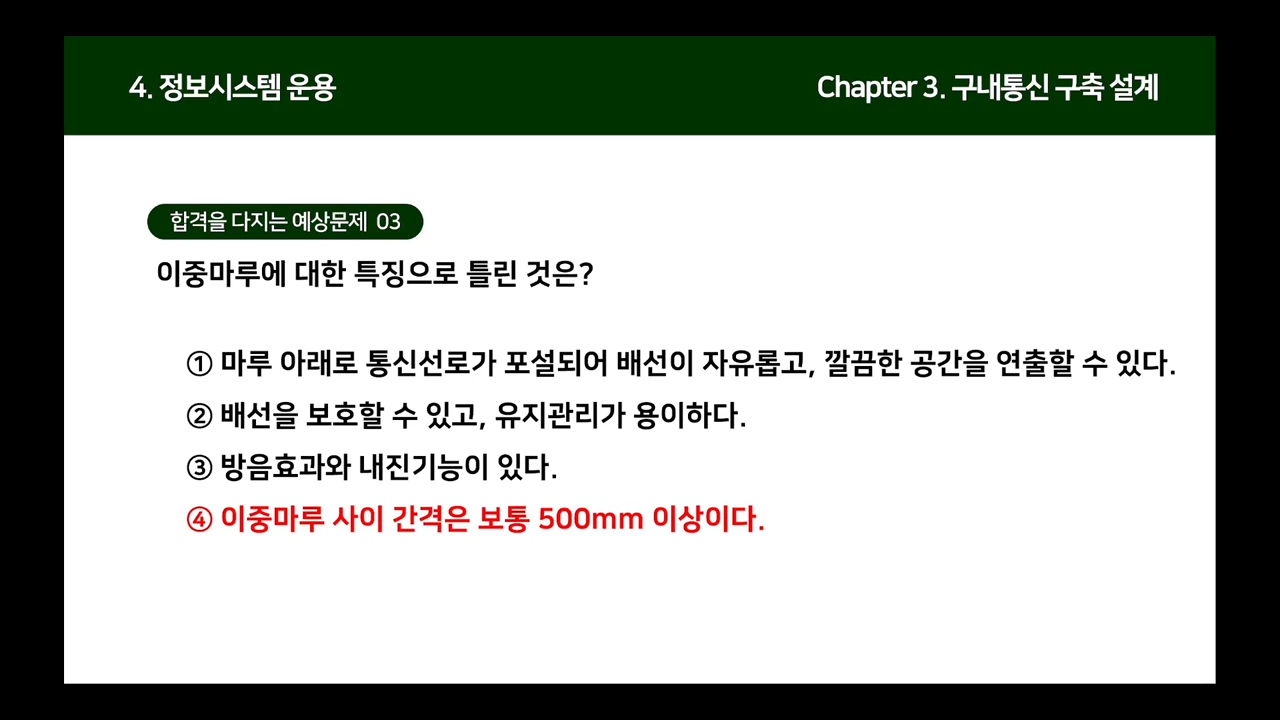 4. 정보시스템 운용
Chapter 3. 구내통신 구축 설계
합격을 다지는 예상문제 03
이중마루에 대한 특징으로 틀린 것은?
① 마루 아래로 통신선로가 포설되어 배선이 자유롭고, 깔끔한 공간을 연출할 수 있다.
② 배선을 보호할 수 있고, 유지관리가 용이하다.
③ 방음효과와 내진기능이 있다.
④ 이중마루 사이 간격은 보통 500mm 이상이다.